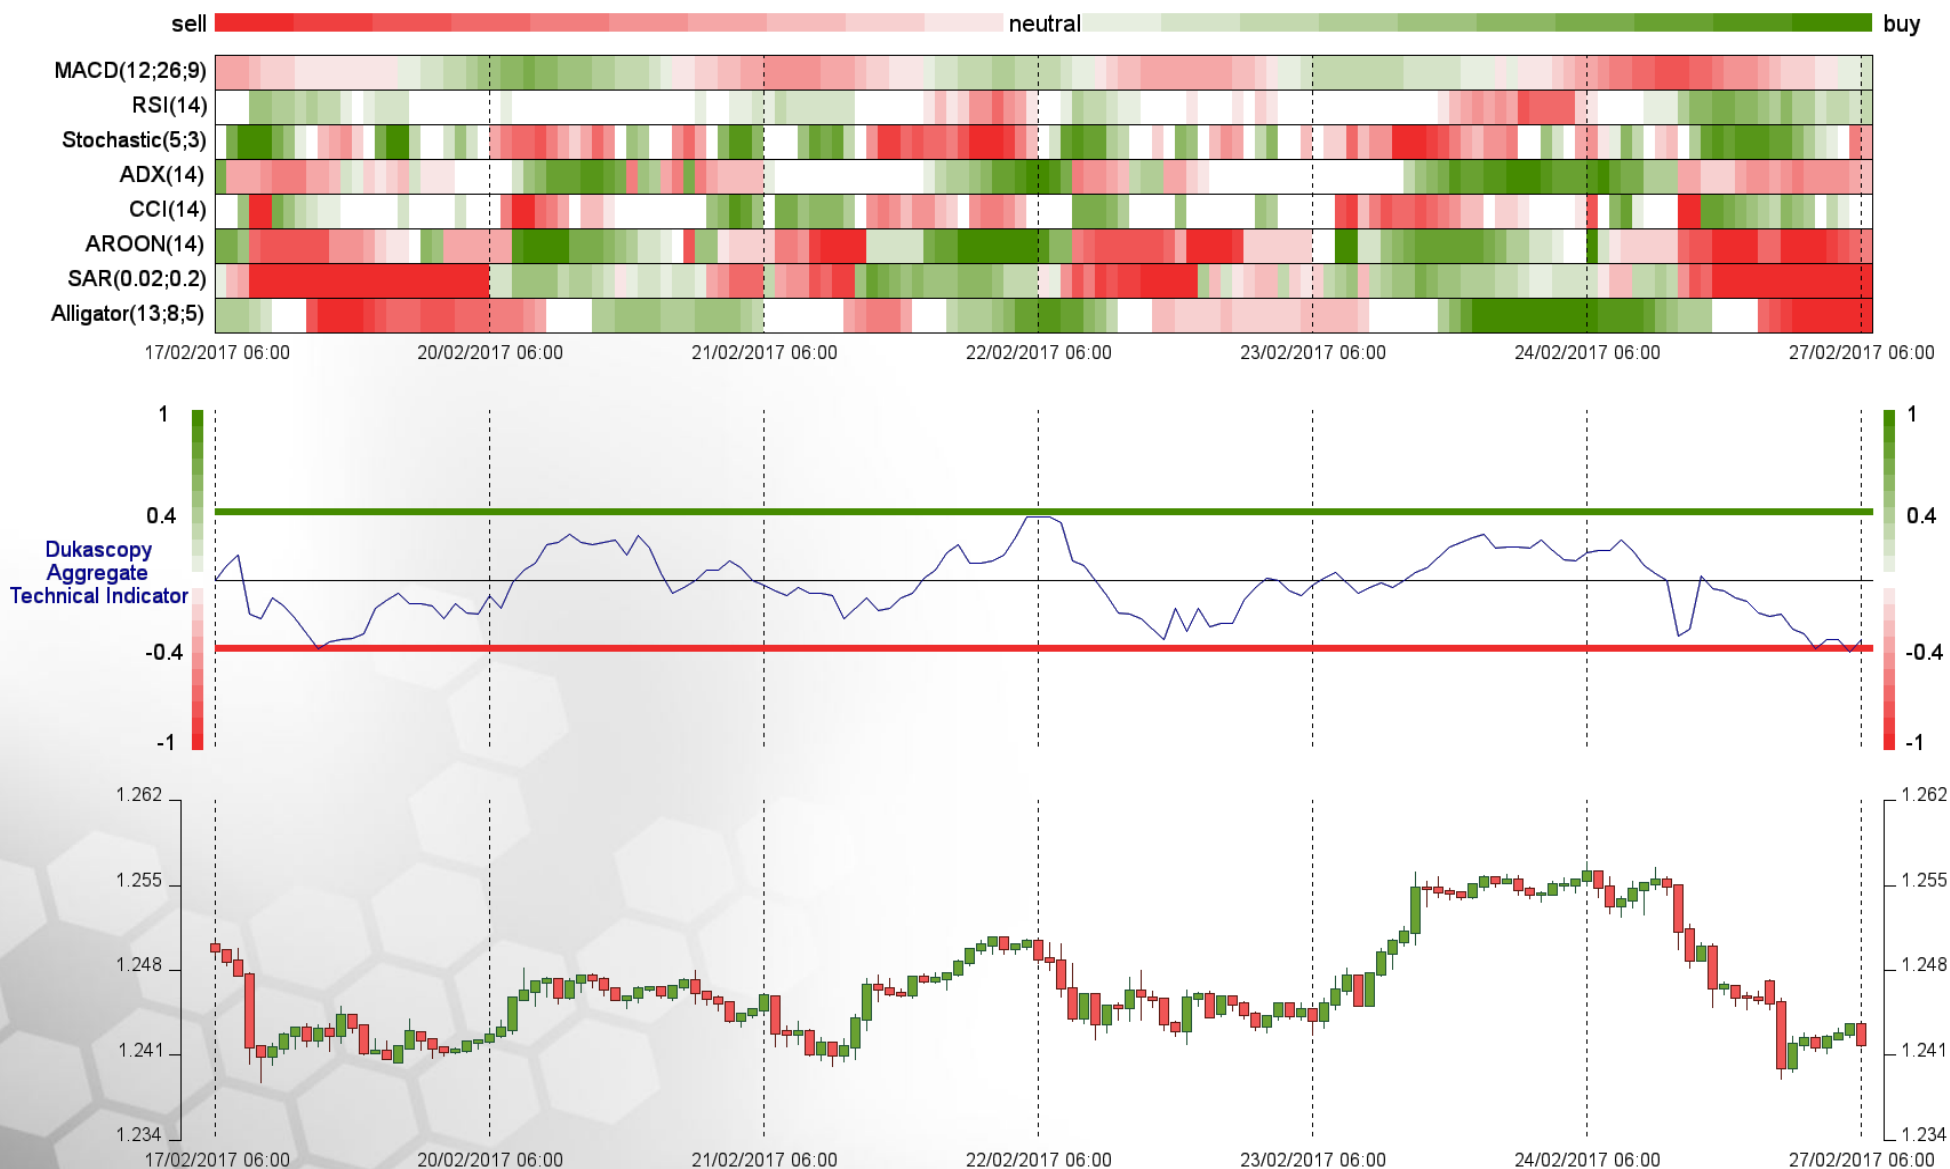 sell neutral buy
MACD(12;26;9)
RSI(14)
Stochastic(5;3)
ADX(14)
CCI(14)
AROON(14)
SAR(0.02;0.2)
Alligator(13;8;5)
17/02/2017 06:00 20/02/2017 06:00 21/02/2017 06:00 22/02/2017 06:00 23/02/2017 06:00 24/02/2017 06:00 27/02/2017 06:00
1 1
0.4 0.4
Dukascopy
Aggregate
Technical Indicator
-0.4 -0.4
-1 -1
1.262 1.262
1.255 1.255
1.248 1.248
1.241 1.241
1.234 1.234
17/02/2017 06:00 20/02/2017 06:00 21/02/2017 06:00 22/02/2017 06:00 23/02/2017 06:00 24/02/2017 06:00 27/02/2017 06:00